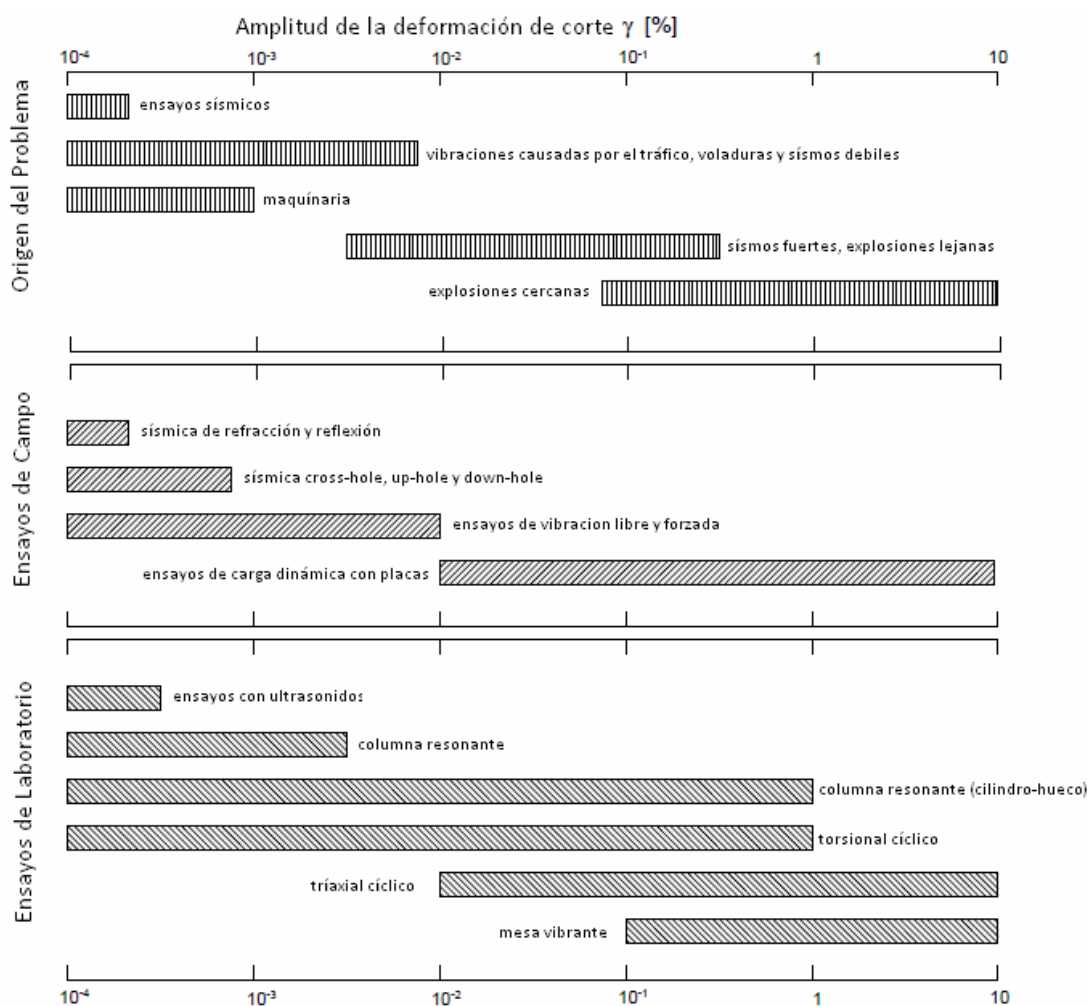 Amplitud de la deformación de corte γ [%]
10⁻⁴ 10⁻³ 10⁻² 10⁻¹ 1 10
Origen del Problema
ensayos sísmicos
vibraciones causadas por el tráfico, voladuras y sísmos debiles
maquínaria
sísmos fuertes, explosiones lejanas
explosiones cercanas
Ensayos de Campo
sísmica de refracción y reflexión
sísmica cross-hole, up-hole y down-hole
ensayos de vibracion libre y forzada
ensayos de carga dinámica con placas
Ensayos de Laboratorio
ensayos con ultrasonidos
columna resonante
columna resonante (cilindro-hueco)
torsional cíclico
tríaxial cíclico
mesa vibrante
10⁻⁴ 10⁻³ 10⁻² 10⁻¹ 1 10